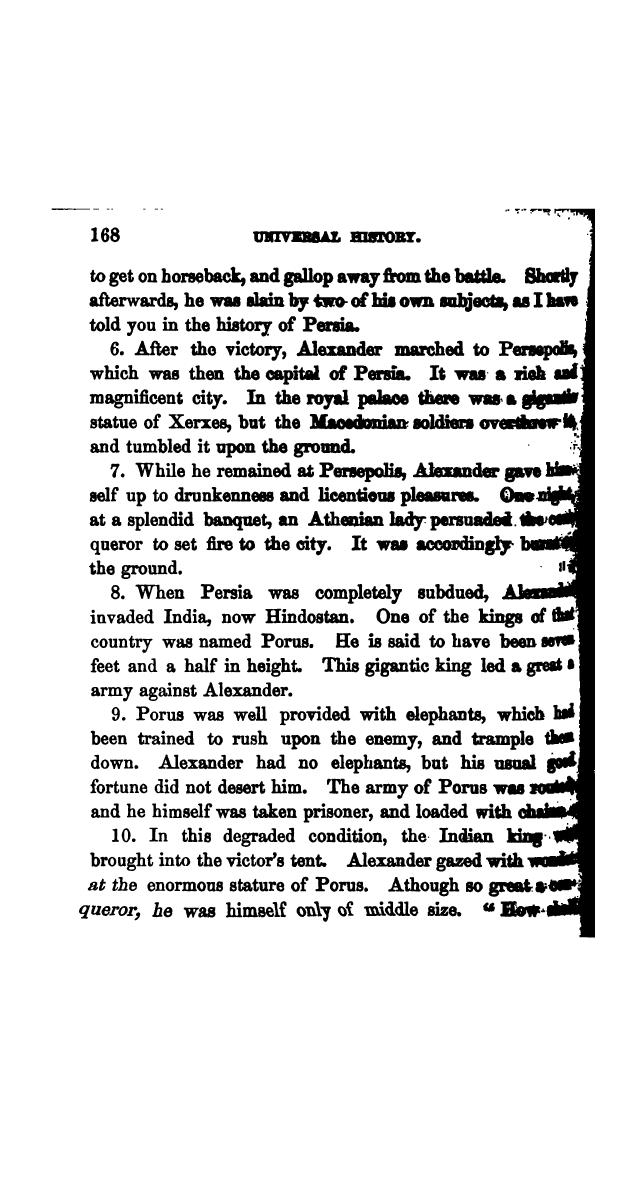 168 UNIVERSAL HISTORY.
to get on horseback, and gallop away from the battle. Shortly
afterwards, he was slain by two of his own subjects, as I have
told you in the history of Persia.
6. After the victory, Alexander marched to Persepolis,
which was then the capital of Persia. It was a rich and
magnificent city. In the royal palace there was a gigantic
statue of Xerxes, but the Macedonian soldiers overthrew it,
and tumbled it upon the ground.
7. While he remained at Persepolis, Alexander gave him-
self up to drunkenness and licentious pleasures. One night,
at a splendid banquet, an Athenian lady persuaded the con-
queror to set fire to the city. It was accordingly
the ground.
8. When Persia was completely subdued, Alexander
invaded India, now Hindostan. One of the kings of that
country was named Porus. He is said to have been seven
feet and a half in height. This gigantic king led a great
army against Alexander.
9. Porus was well provided with elephants, which had
been trained to rush upon the enemy, and trample them
down. Alexander had no elephants, but his usual good
fortune did not desert him. The army of Porus was routed
and he himself was taken prisoner, and loaded with chains.
10. In this degraded condition, the Indian king was
brought into the victor's tent. Alexander gazed with wonder
at the enormous stature of Porus. Athough so great a con-
queror, he was himself only of middle size. "How shall